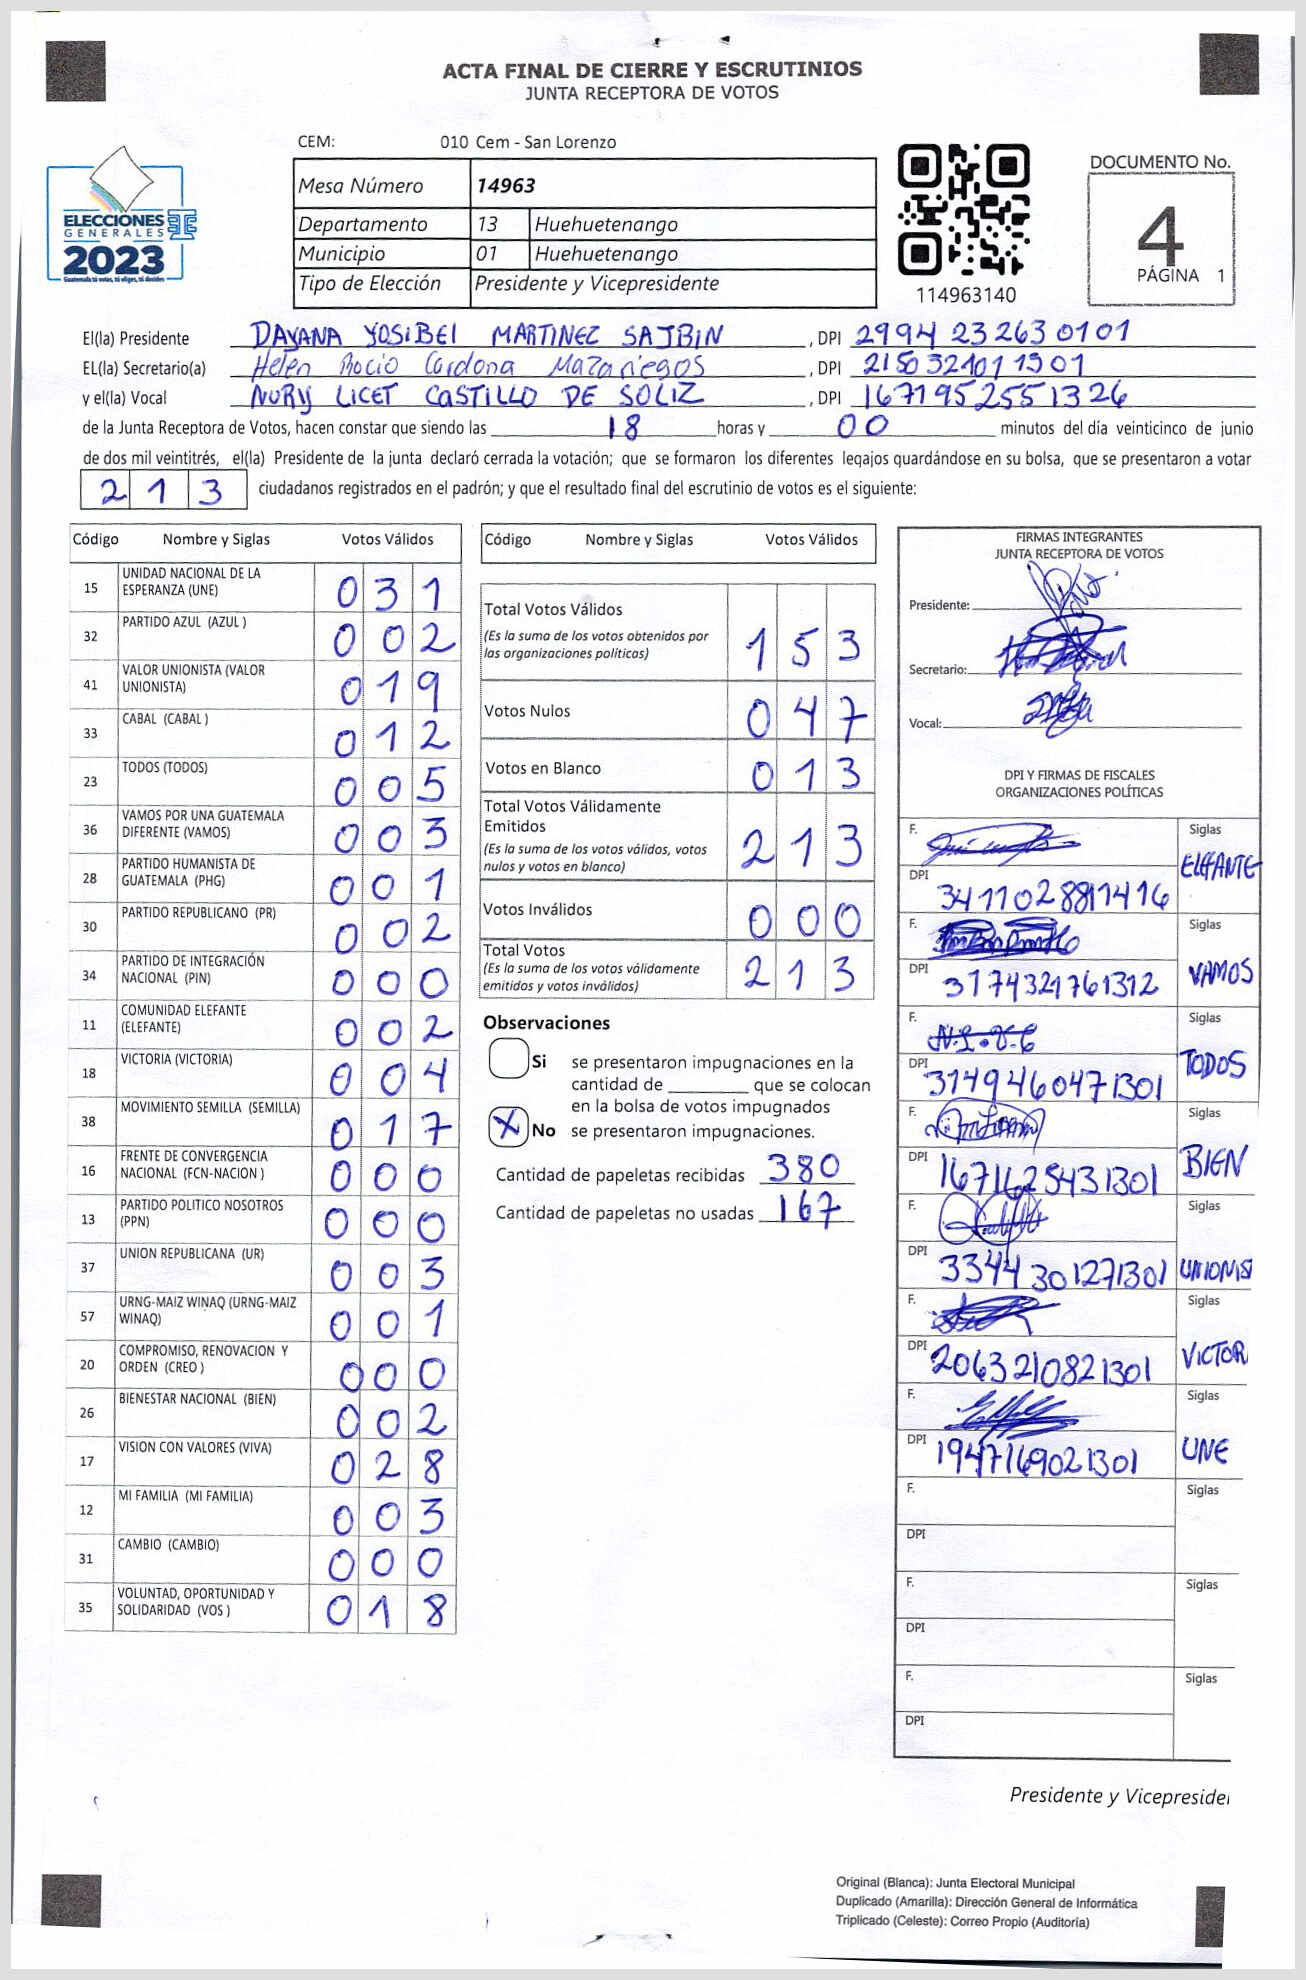 ACTA FINAL DE CIERRE Y ESCRUTINIOS
JUNTA RECEPTORA DE VOTOS
CEM: 010 Cem - San Lorenzo
ELECCIONES
GENERALES
2023
Guatemala tú votas, tú eliges, tú decides
Mesa Número 14963
Departamento 13 Huehuetenango
Municipio 01 Huehuetenango
Tipo de Elección Presidente y Vicepresidente
114963140
DOCUMENTO No.
4
PÁGINA 1
El(la) Presidente DAYANA YOSIBEL MARTINEZ SAJBIN, DPI 2994 23263 0101
EL(la) Secretario(a) Helen Rocio Cardona Mazariegos, DPI 2150321011301
y el(la) Vocal NURY LICET CASTILLO DE SOLIZ, DPI 1671952551326
de la Junta Receptora de Votos, hacen constar que siendo las 18 horas y 00 minutos del día veinticinco de junio
de dos mil veintitrés, el(la) Presidente de la junta declaró cerrada la votación; que se formaron los diferentes legajos guardándose en su bolsa, que se presentaron a votar
213 ciudadanos registrados en el padrón; y que el resultado final del escrutinio de votos es el siguiente:
Código Nombre y Siglas Votos Válidos
15 UNIDAD NACIONAL DE LA ESPERANZA (UNE) 031
32 PARTIDO AZUL (AZUL ) 002
41 VALOR UNIONISTA (VALOR UNIONISTA) 019
33 CABAL (CABAL ) 012
23 TODOS (TODOS) 005
36 VAMOS POR UNA GUATEMALA DIFERENTE (VAMOS) 003
28 PARTIDO HUMANISTA DE GUATEMALA (PHG) 001
30 PARTIDO REPUBLICANO (PR) 002
34 PARTIDO DE INTEGRACIÓN NACIONAL (PIN) 000
11 COMUNIDAD ELEFANTE (ELEFANTE) 002
18 VICTORIA (VICTORIA) 004
38 MOVIMIENTO SEMILLA (SEMILLA) 017
16 FRENTE DE CONVERGENCIA NACIONAL (FCN-NACION ) 000
13 PARTIDO POLITICO NOSOTROS (PPN) 000
37 UNION REPUBLICANA (UR) 003
57 URNG-MAIZ WINAQ (URNG-MAIZ WINAQ) 001
20 COMPROMISO, RENOVACION Y ORDEN (CREO ) 000
26 BIENESTAR NACIONAL (BIEN) 002
17 VISION CON VALORES (VIVA) 028
12 MI FAMILIA (MI FAMILIA) 003
31 CAMBIO (CAMBIO) 000
35 VOLUNTAD, OPORTUNIDAD Y SOLIDARIDAD (VOS ) 018
Código Nombre y Siglas Votos Válidos
Total Votos Válidos 153
(Es la suma de los votos obtenidos por
las organizaciones políticas)
Votos Nulos 047
Votos en Blanco 013
Total Votos Válidamente
Emitidos 213
(Es la suma de los votos válidos, votos
nulos y votos en blanco)
Votos Inválidos 000
Total Votos 213
(Es la suma de los votos válidamente
emitidos y votos inválidos)
Observaciones
Si se presentaron impugnaciones en la
cantidad de ________ que se colocan
en la bolsa de votos impugnados
X No se presentaron impugnaciones.
Cantidad de papeletas recibidas 380
Cantidad de papeletas no usadas 167
FIRMAS INTEGRANTES
JUNTA RECEPTORA DE VOTOS
Presidente:
Secretario:
Vocal:
DPI Y FIRMAS DE FISCALES
ORGANIZACIONES POLÍTICAS
F. Siglas ELEFANTE
DPI 3411028811416
F. Siglas VAMOS
DPI 3174321761312
F. Siglas TODOS
DPI 3149460471301
F. Siglas BIEN
DPI 1671625431301
F. Siglas UNIONIS
DPI 3344301271301
F. Siglas VICTOR
DPI 2063210821301
F. Siglas UNE
DPI 1947169021301
F. Siglas
DPI
F. Siglas
DPI
F. Siglas
DPI
Presidente y Vicepreside
Original (Blanca): Junta Electoral Municipal
Duplicado (Amarilla): Dirección General de Informática
Triplicado (Celeste): Correo Propio (Auditoría)